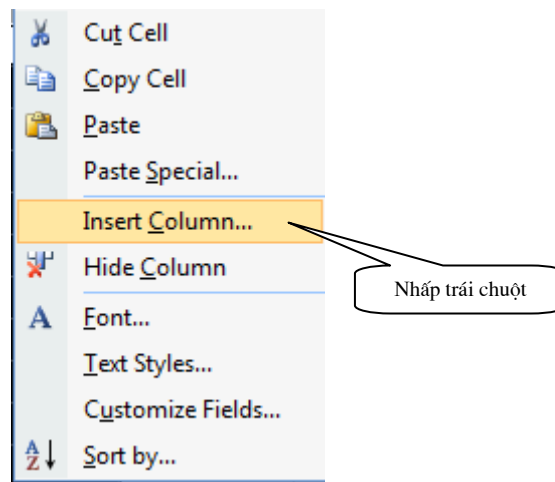 Cut Cell
Copy Cell
Paste
Paste Special...
Insert Column...
Hide Column
Nhấp trái chuột
Font...
Text Styles...
Customize Fields...
Sort by...